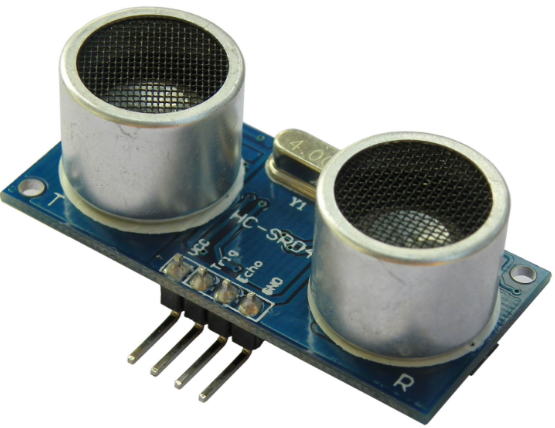 4.00
T
Y1
HC-SR04
Vcc
Trig
Echo
GND
R